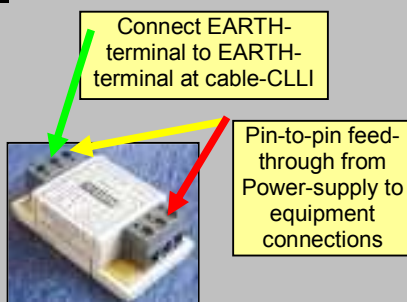 Connect EARTH-
terminal to EARTH-
terminal at cable-CLLI
Pin-to-pin feed-
through from
Power-supply to
equipment
connections